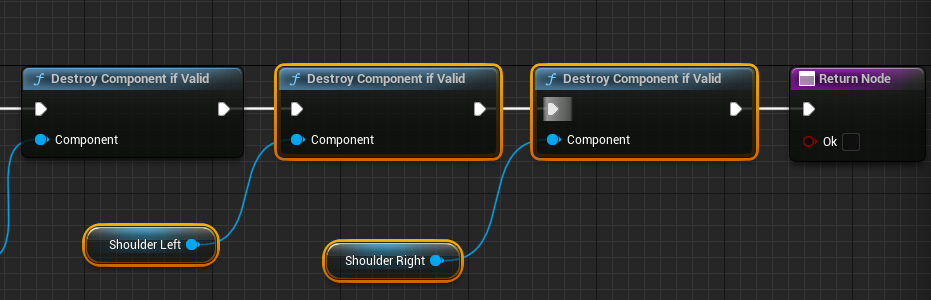 f Destroy Component if Valid
f Destroy Component if Valid
f Destroy Component if Valid
Return Node
Component
Component
Component
Ok
Shoulder Left
Shoulder Right